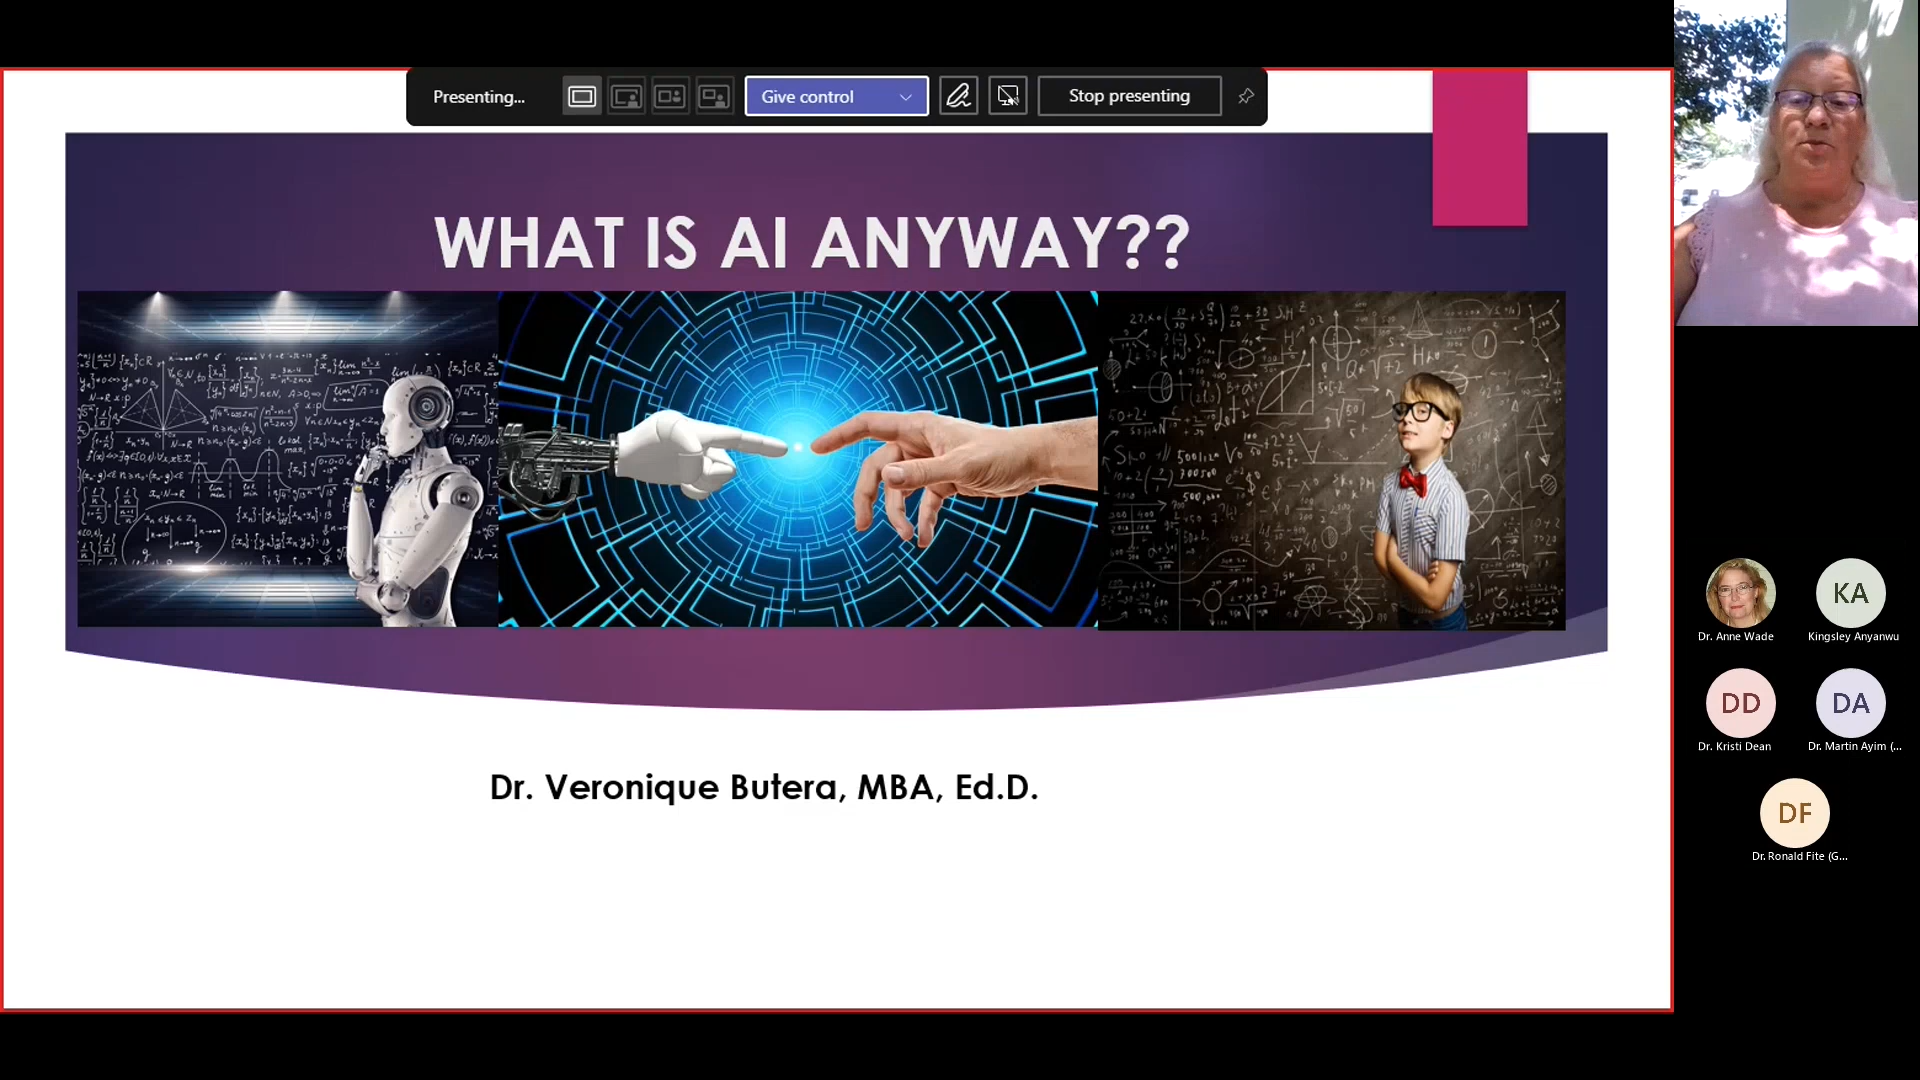 Presenting...
Give control
Stop presenting
WHAT IS AI ANYWAY??
Dr. Veronique Butera, MBA, Ed.D.
Dr. Anne Wade
KA
Kingsley Anyanwu
DD
Dr. Kristi Dean
DA
Dr. Martin Ayim (...
DF
Dr. Ronald Fite (G...